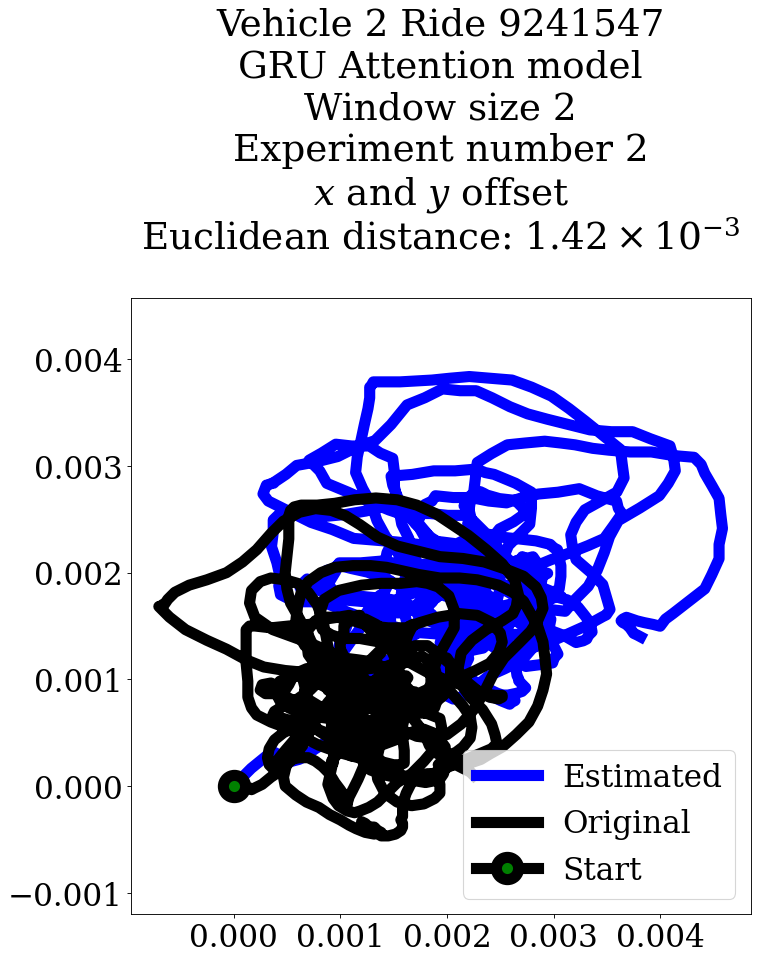 Vehicle 2 Ride 9241547
GRU Attention model
Window size 2
Experiment number 2
x and y offset
Euclidean distance: 1.42 × 10⁻³
0.004
0.003
0.002
0.001
0.000
−0.001
Estimated
Original
Start
0.000 0.001 0.002 0.003 0.004